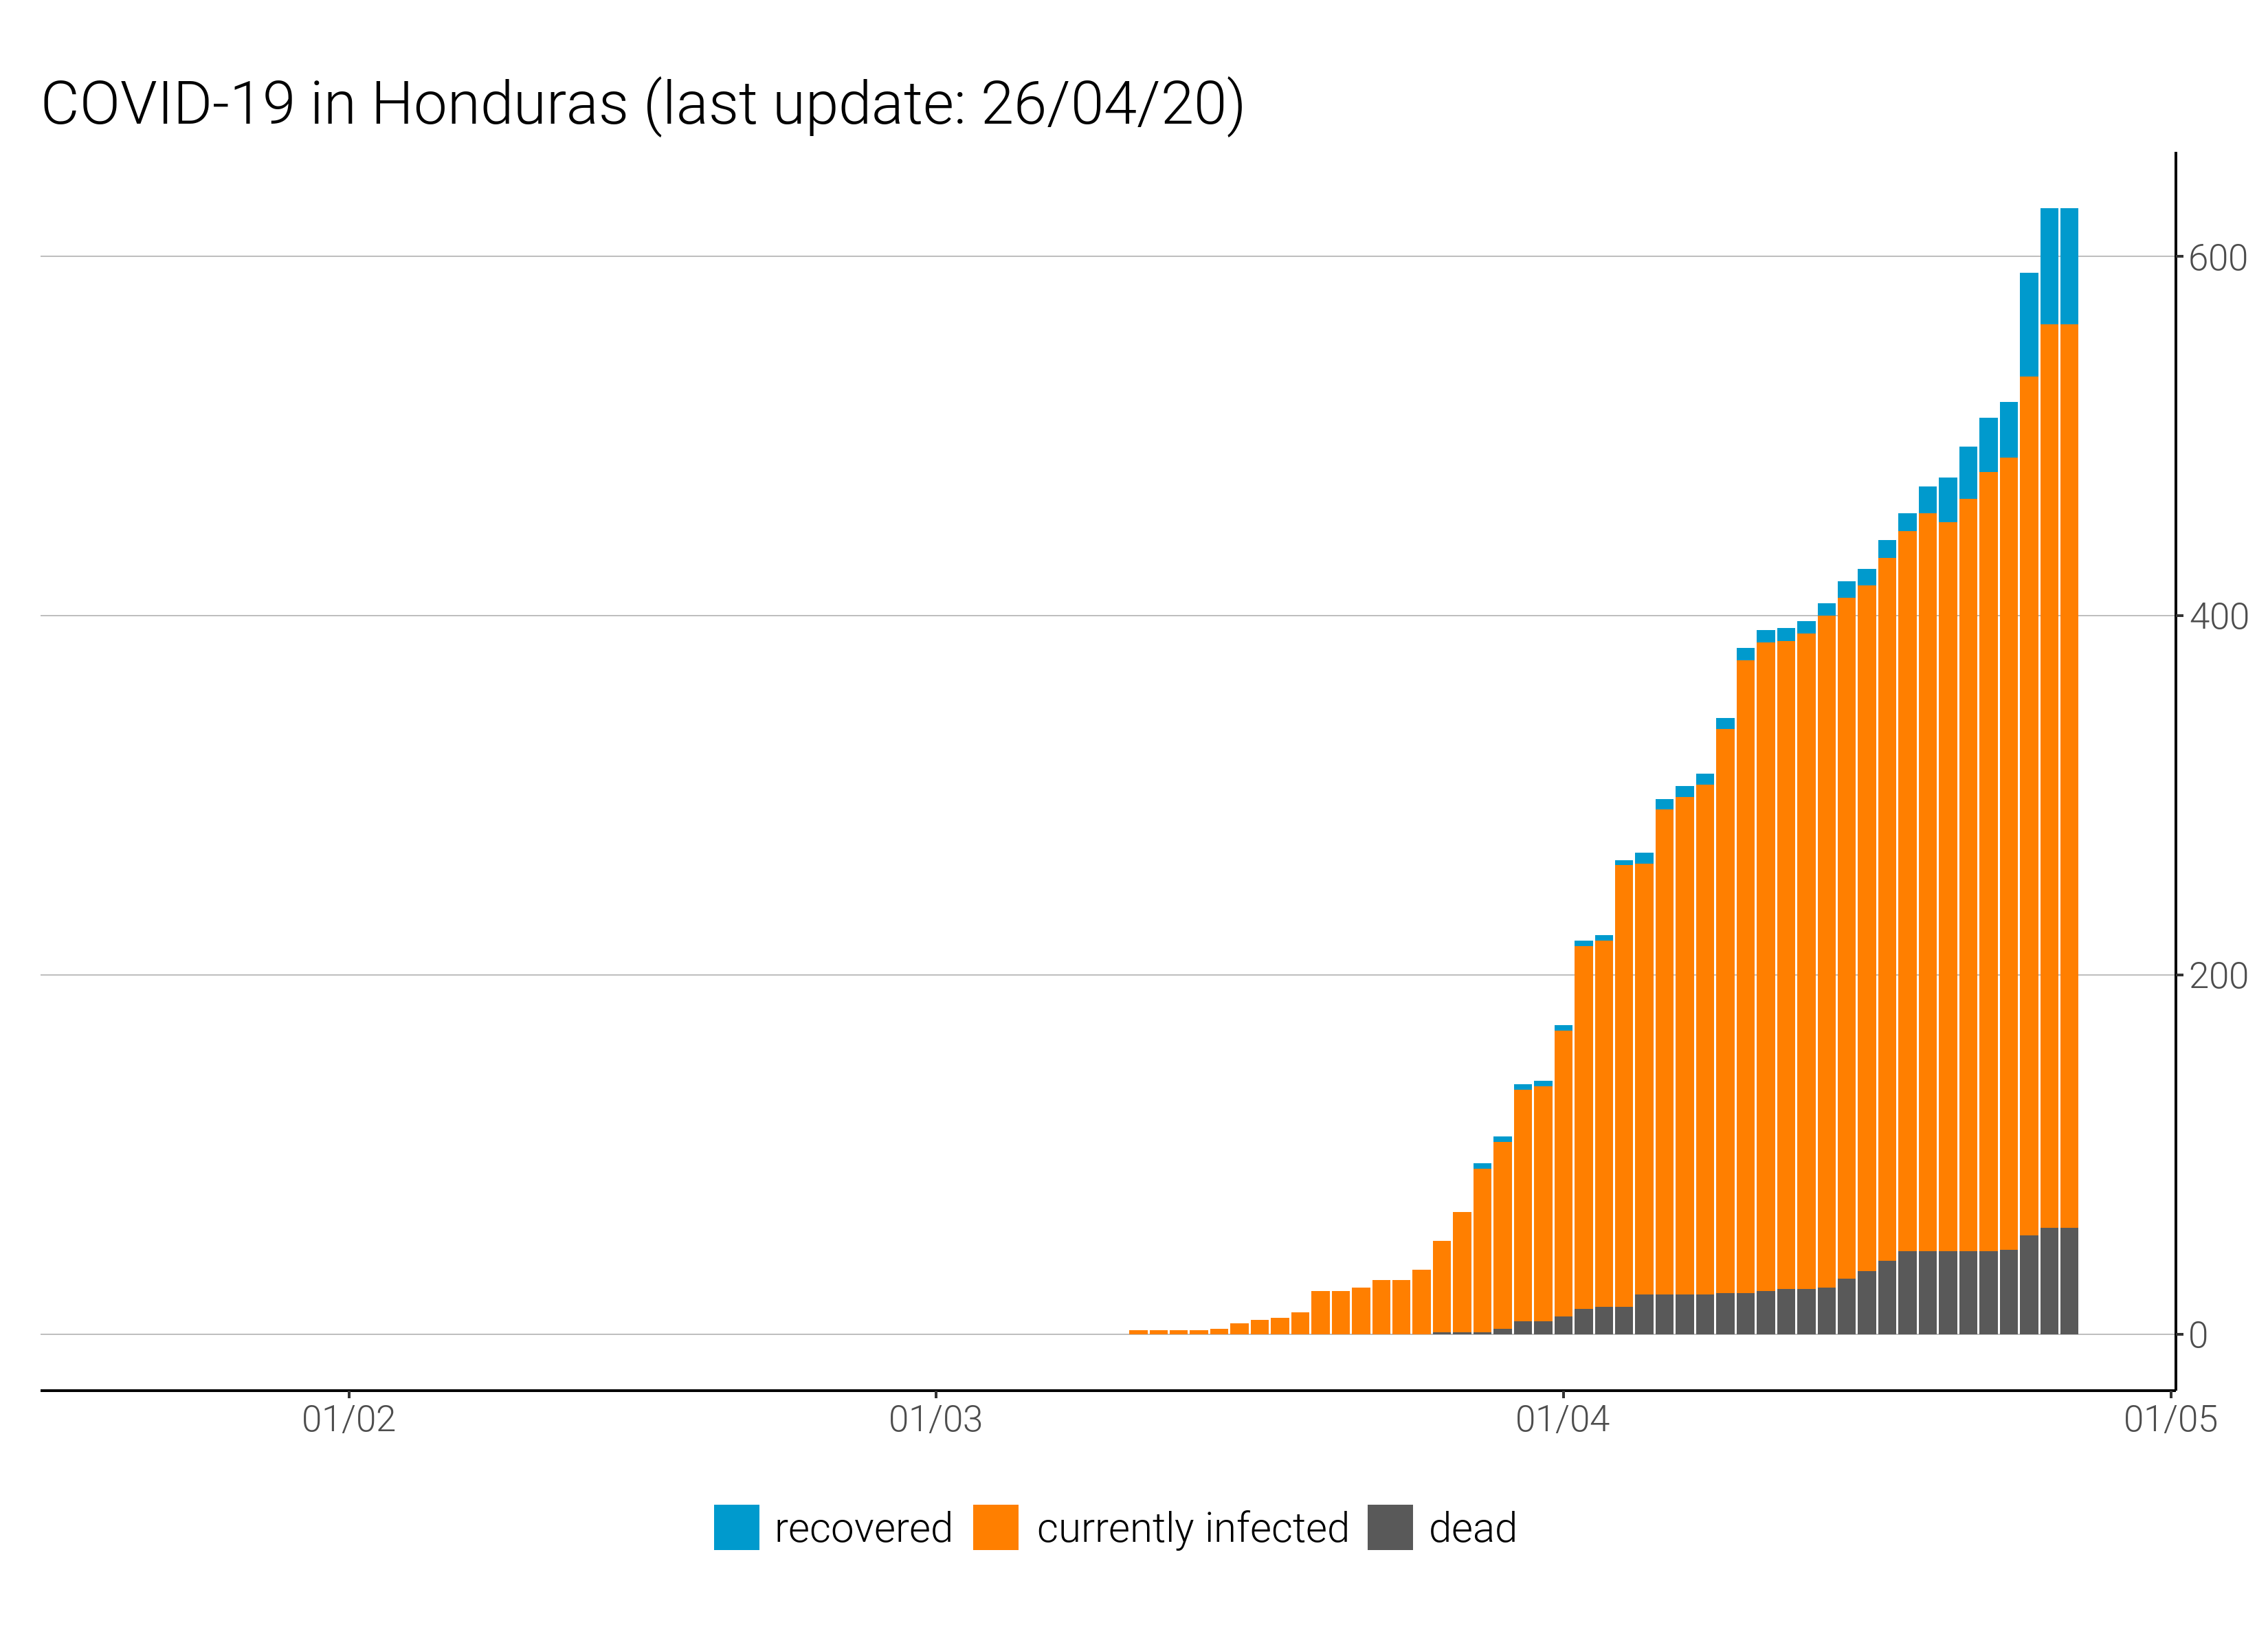 COVID-19 in Honduras (last update: 26/04/20)
600
400
200
0
01/02 01/03 01/04 01/05
recovered currently infected dead